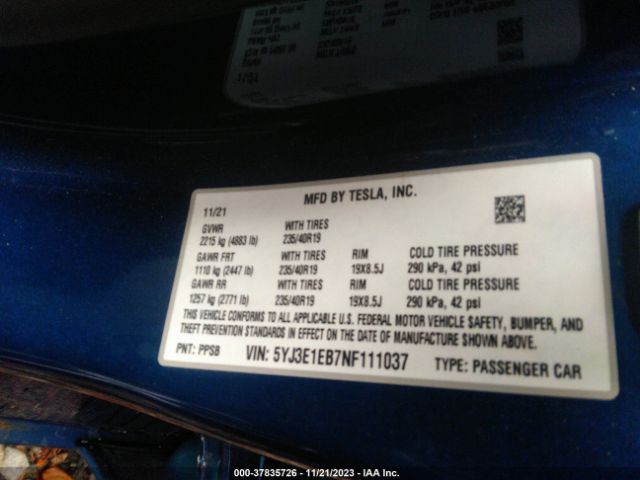 MFD BY TESLA, INC.
11/21
GVWR WITH TIRES
2215 kg (4883 lb) 235/40R19
GAWR FRT WITH TIRES RIM COLD TIRE PRESSURE
1110 kg (2447 lb) 235/40R19 19X8.5J 290 kPa, 42 psi
GAWR RR WITH TIRES RIM COLD TIRE PRESSURE
1257 kg (2771 lb) 235/40R19 19X8.5J 290 kPa, 42 psi
THIS VEHICLE CONFORMS TO ALL APPLICABLE U.S. FEDERAL MOTOR VEHICLE SAFETY, BUMPER, AND
THEFT PREVENTION STANDARDS IN EFFECT ON THE DATE OF MANUFACTURE SHOWN ABOVE.
PNT: PPSB VIN: 5YJ3E1EB7NF111037 TYPE: PASSENGER CAR
000-37835726 - 11/21/2023 - IAA Inc.